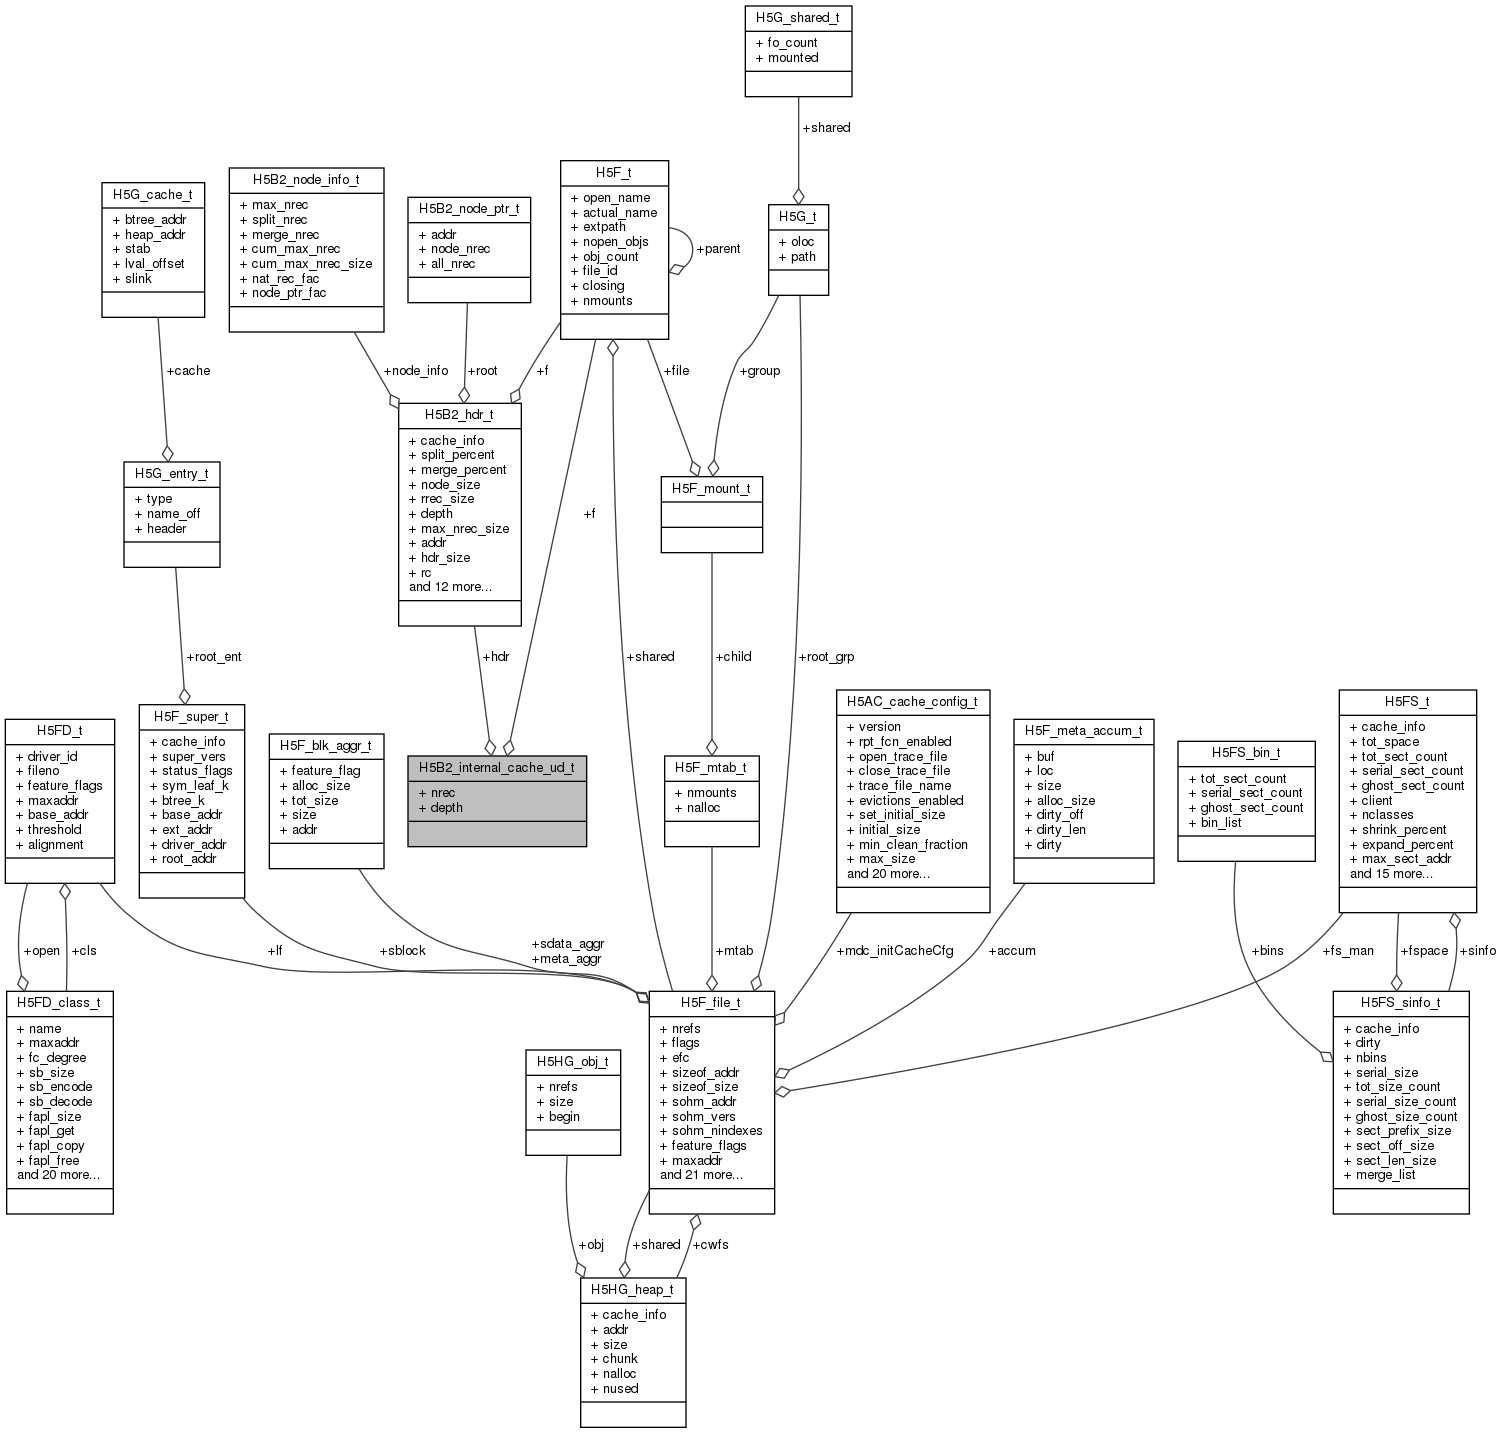 H5G_shared_t
+ fo_count
+ mounted
+shared
H5G_t
+ oloc
+ path
H5F_t
+ open_name
+ actual_name
+ extpath
+ nopen_objs
+ obj_count
+ file_id
+ closing
+ nmounts
+parent
H5B2_node_info_t
+ max_nrec
+ split_nrec
+ merge_nrec
+ cum_max_nrec
+ cum_max_nrec_size
+ nat_rec_fac
+ node_ptr_fac
H5G_cache_t
+ btree_addr
+ heap_addr
+ stab
+ lval_offset
+ slink
H5B2_node_ptr_t
+ addr
+ node_nrec
+ all_nrec
+cache
+node_info
+root
+f
+file
+group
H5B2_hdr_t
+ cache_info
+ split_percent
+ merge_percent
+ node_size
+ rrec_size
+ depth
+ max_nrec_size
+ addr
+ hdr_size
+ rc
and 12 more...
H5G_entry_t
+ type
+ name_off
+ header
H5F_mount_t
+f
+root_ent
+hdr
+shared
+child
+root_grp
H5FD_t
+ driver_id
+ fileno
+ feature_flags
+ maxaddr
+ base_addr
+ threshold
+ alignment
H5F_super_t
+ cache_info
+ super_vers
+ status_flags
+ sym_leaf_k
+ btree_k
+ base_addr
+ ext_addr
+ driver_addr
+ root_addr
H5F_blk_aggr_t
+ feature_flag
+ alloc_size
+ tot_size
+ size
+ addr
H5B2_internal_cache_ud_t
+ nrec
+ depth
H5F_mtab_t
+ nmounts
+ nalloc
H5AC_cache_config_t
+ version
+ rpt_fcn_enabled
+ open_trace_file
+ close_trace_file
+ trace_file_name
+ evictions_enabled
+ set_initial_size
+ initial_size
+ min_clean_fraction
+ max_size
and 20 more...
H5F_meta_accum_t
+ buf
+ loc
+ size
+ alloc_size
+ dirty_off
+ dirty_len
+ dirty
H5FS_bin_t
+ tot_sect_count
+ serial_sect_count
+ ghost_sect_count
+ bin_list
H5FS_t
+ cache_info
+ tot_space
+ tot_sect_count
+ serial_sect_count
+ ghost_sect_count
+ client
+ nclasses
+ shrink_percent
+ expand_percent
+ max_sect_addr
and 15 more...
+open
+cls
+lf
+sblock
+sdata_aggr
+meta_aggr
+mtab
+mdc_initCacheCfg
+accum
+bins
+fs_man
+fspace
+sinfo
H5FD_class_t
+ name
+ maxaddr
+ fc_degree
+ sb_size
+ sb_encode
+ sb_decode
+ fapl_size
+ fapl_get
+ fapl_copy
+ fapl_free
and 20 more...
H5HG_obj_t
+ nrefs
+ size
+ begin
H5F_file_t
+ nrefs
+ flags
+ efc
+ sizeof_addr
+ sizeof_size
+ sohm_addr
+ sohm_vers
+ sohm_nindexes
+ feature_flags
+ maxaddr
and 21 more...
H5FS_sinfo_t
+ cache_info
+ dirty
+ nbins
+ serial_size
+ tot_size_count
+ serial_size_count
+ ghost_size_count
+ sect_prefix_size
+ sect_off_size
+ sect_len_size
+ merge_list
+obj
+shared
+cwfs
H5HG_heap_t
+ cache_info
+ addr
+ size
+ chunk
+ nalloc
+ nused